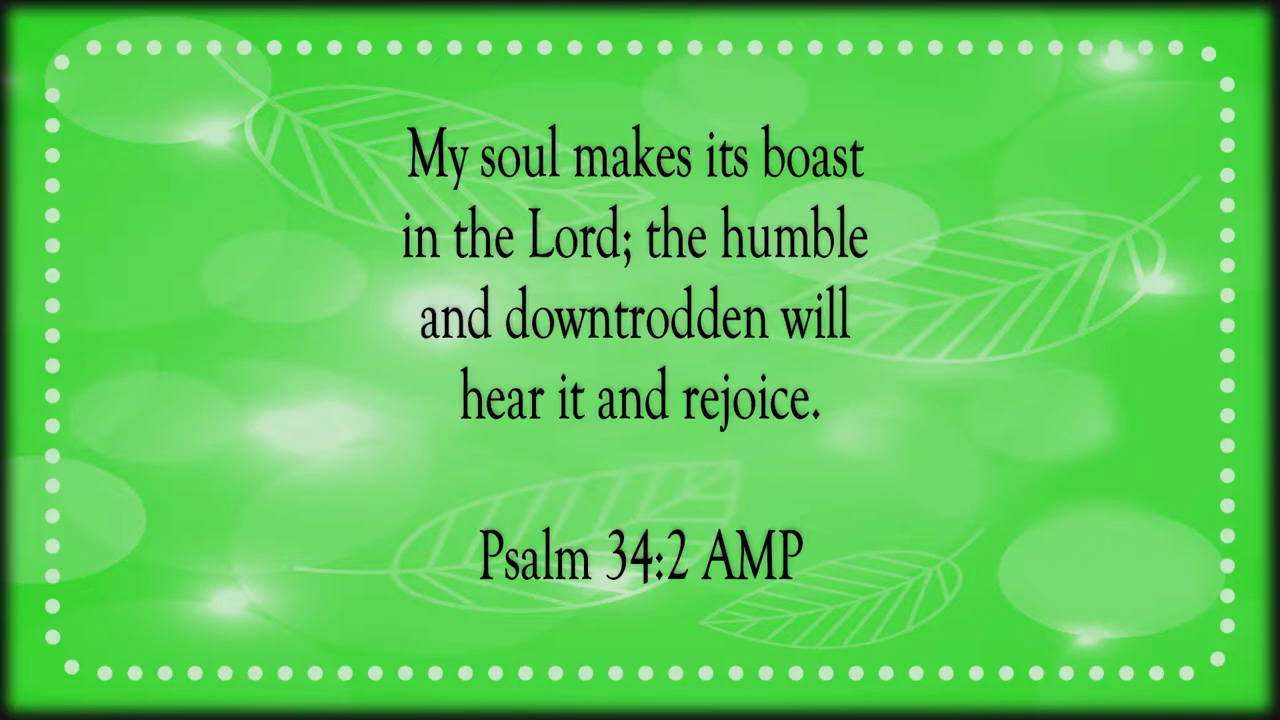 My soul makes its boast
in the Lord; the humble
and downtrodden will
hear it and rejoice.
Psalm 34:2 AMP